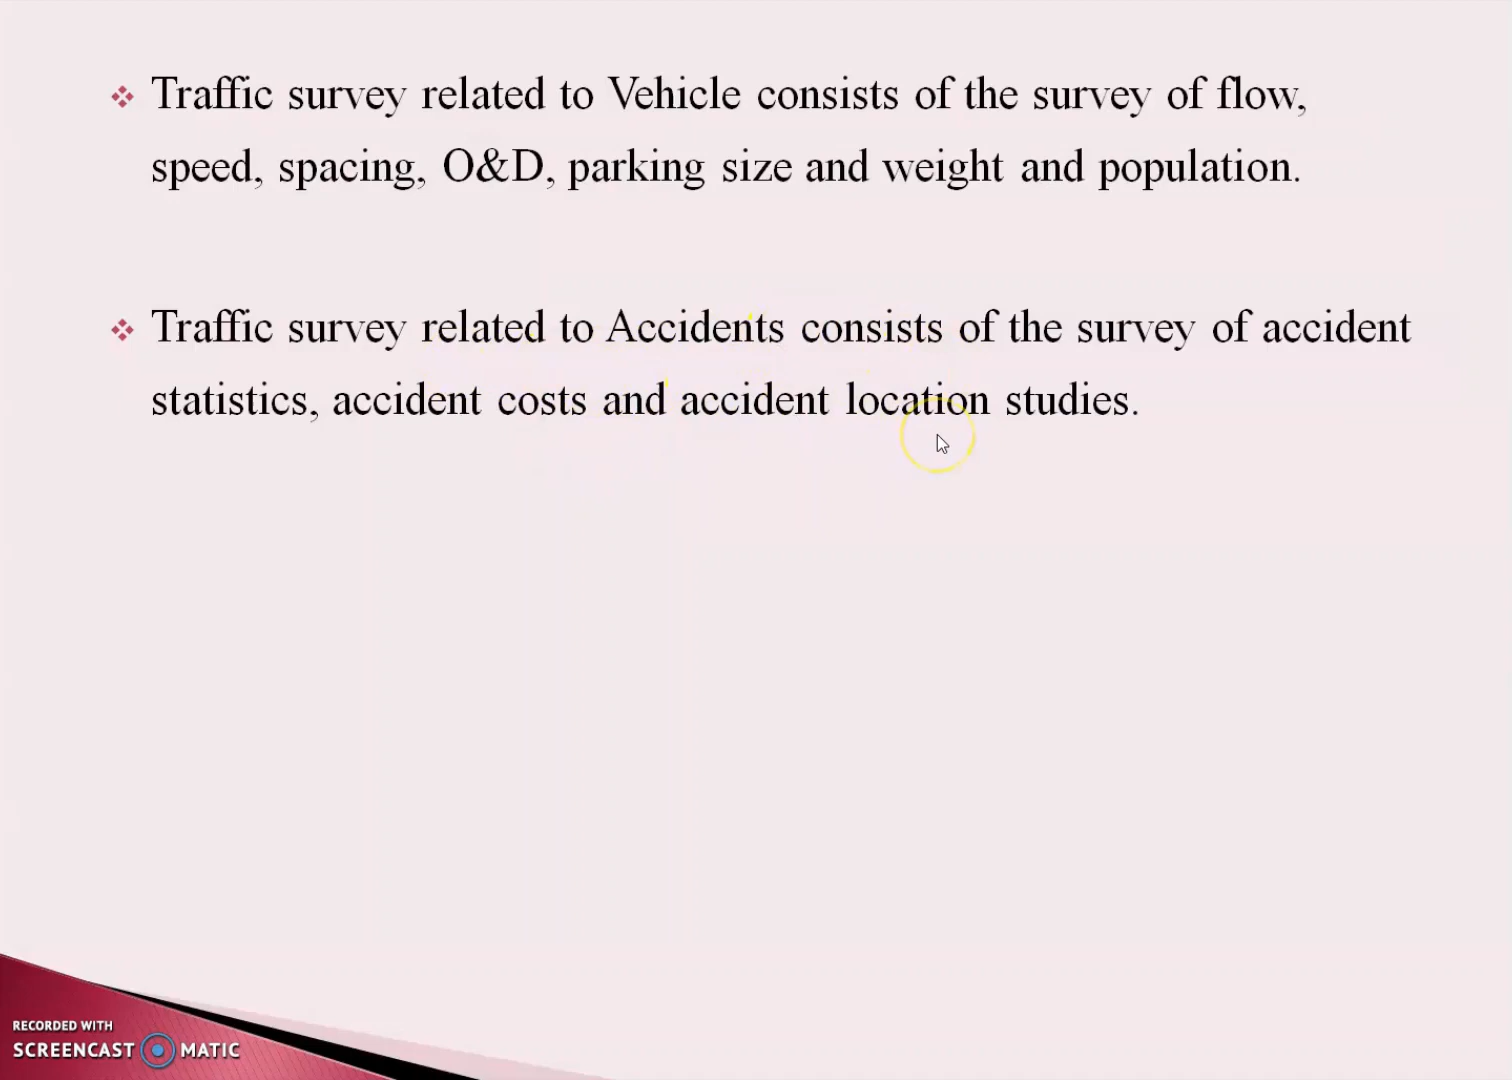 Traffic survey related to Vehicle consists of the survey of flow,
speed, spacing, O&D, parking size and weight and population.
Traffic survey related to Accidents consists of the survey of accident
statistics, accident costs and accident location studies.
RECORDED WITH
SCREENCAST MATIC